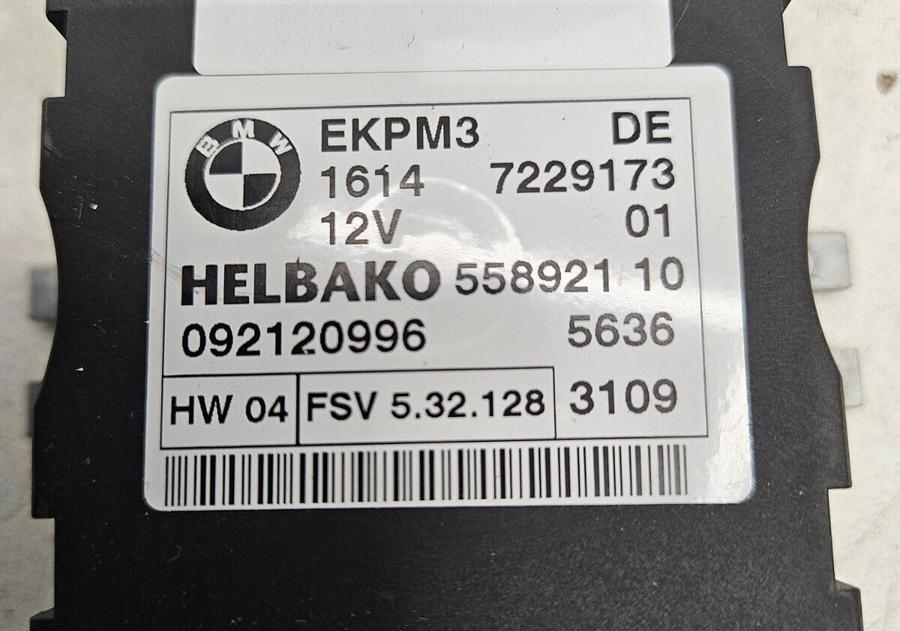 BMW EKPM3 DE
1614 7229173
12V 01
HELBAKO 558921 10
092120996 5636
HW 04 FSV 5.32.128 3109